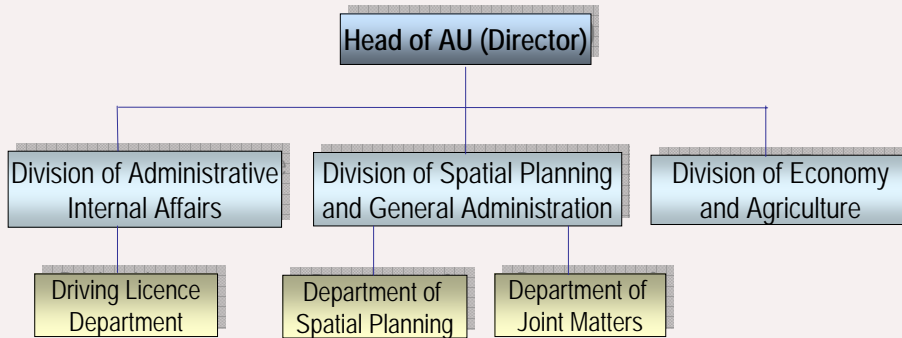 Head of AU (Director)
Division of Administrative
Internal Affairs
Division of Spatial Planning
and General Administration
Division of Economy
and Agriculture
Driving Licence
Department
Department of
Spatial Planning
Department of
Joint Matters